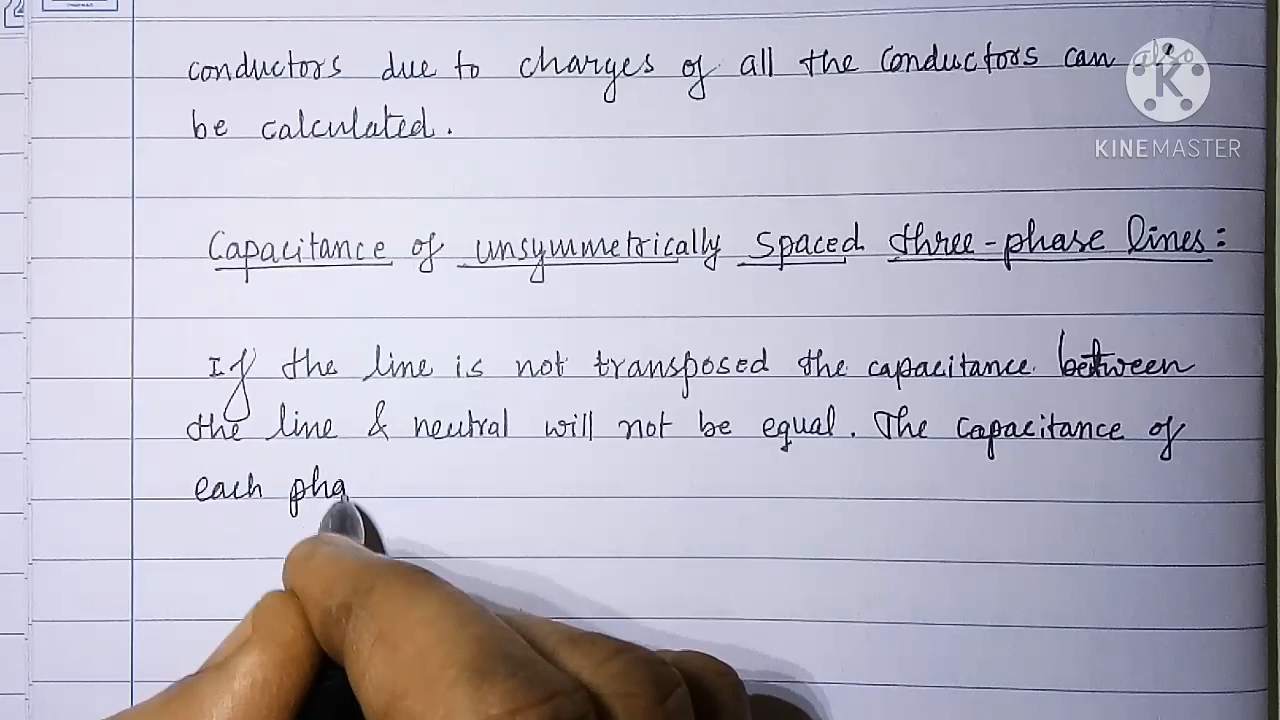 conductors due to charges of all the conductors can also
be calculated.
K
KINEMASTER
Capacitance of unsymmetrically spaced three-phase lines:
If the line is not transposed the capacitance between
the line & neutral will not be equal. The capacitance of
each pha